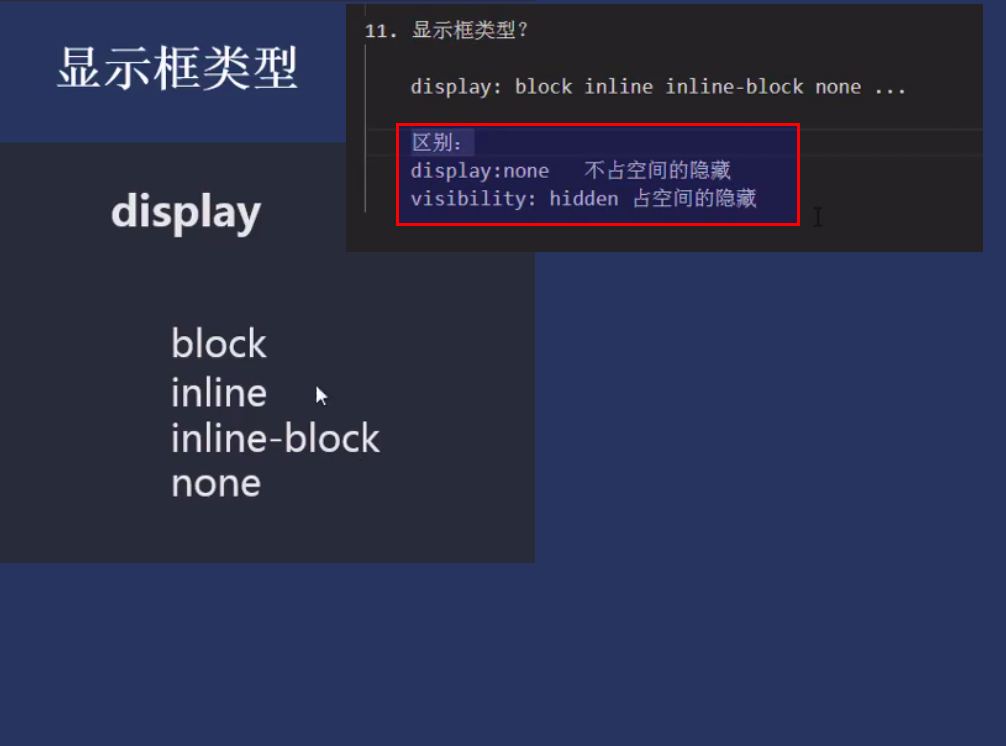 显示框类型
display
block
inline
inline-block
none
11. 显示框类型?
display: block inline inline-block none ...
区别:
display:none 不占空间的隐藏
visibility: hidden 占空间的隐藏